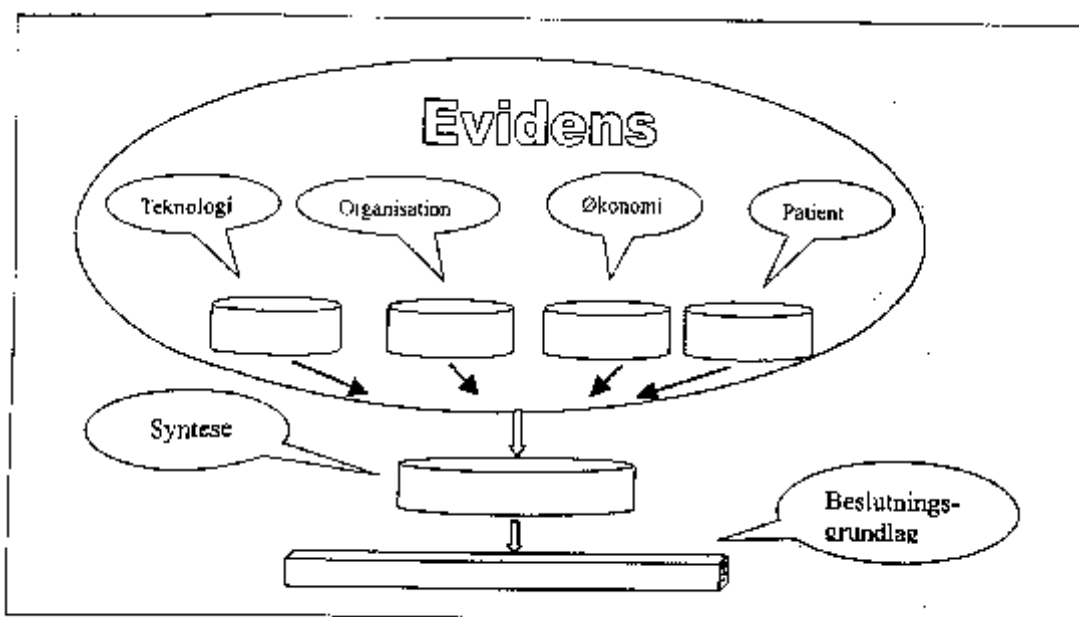 Evidens
Teknologi
Organisation
Økonomi
Patient
Syntese
Beslutnings-
grundlag